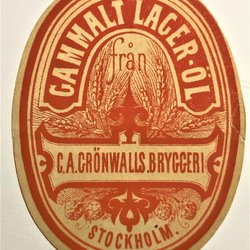 GAMMALT LAGER-ÖL
från
C.A. GRÖNWALLS BRYGGERI
STOCKHOLM.